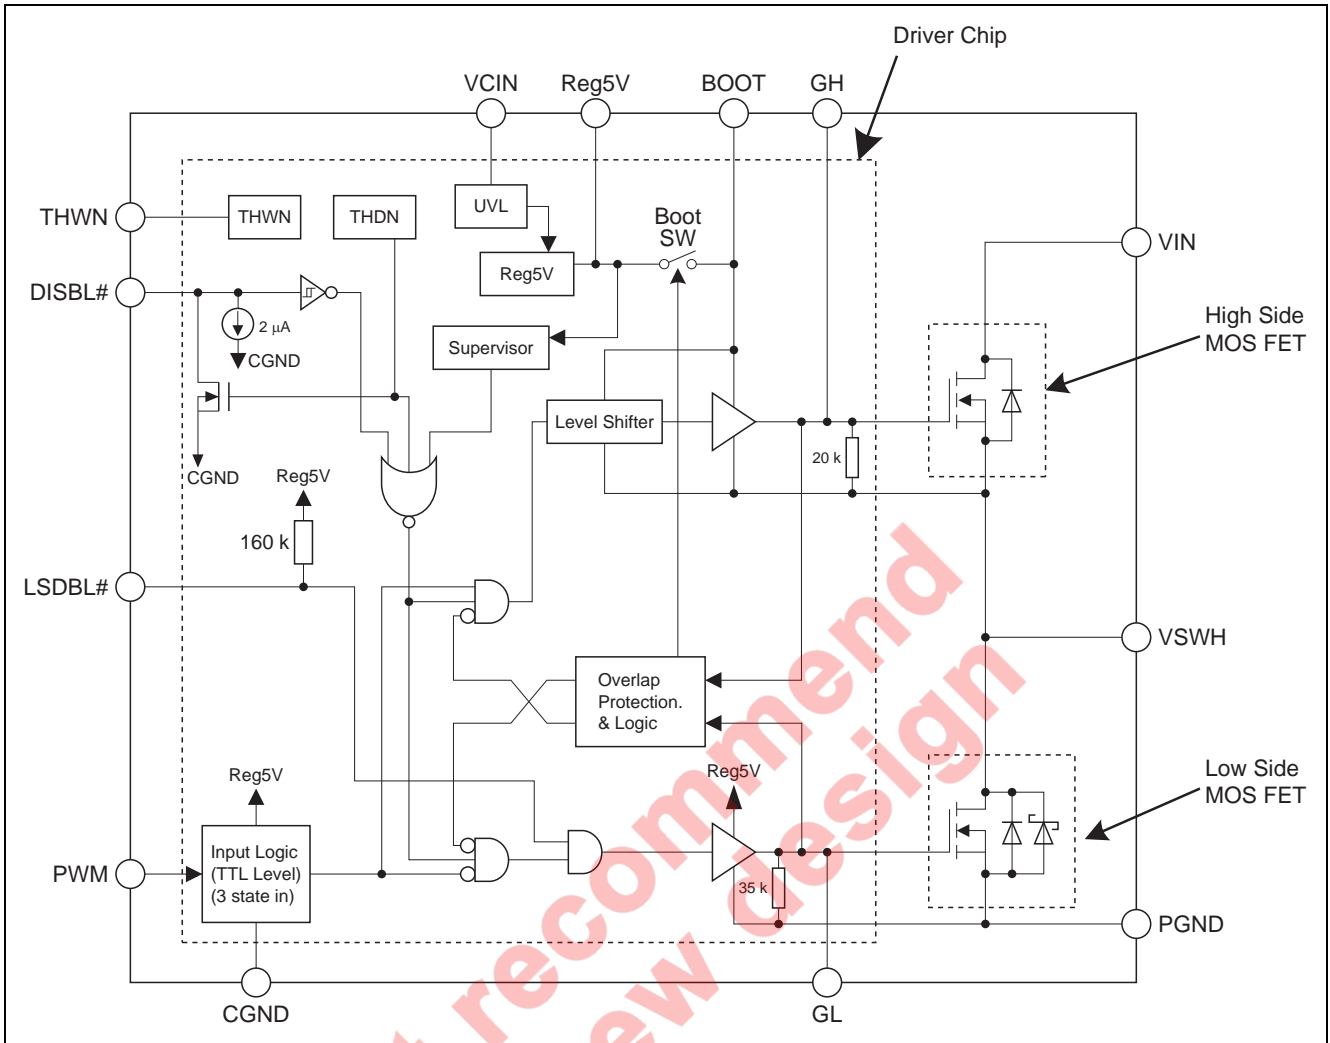 Driver Chip
VCIN
Reg5V
BOOT
GH
THWN
THWN
THDN
UVL
Boot
SW
VIN
DISBL#
Reg5V
2 μA
CGND
Supervisor
High Side
MOS FET
Level Shifter
20 k
CGND
Reg5V
160 k
LSDBL#
VSWH
Overlap
Protection.
& Logic
Reg5V
Reg5V
Low Side
MOS FET
Input Logic
(TTL Level)
(3 state in)
PWM
35 k
PGND
CGND
GL
recommend
design